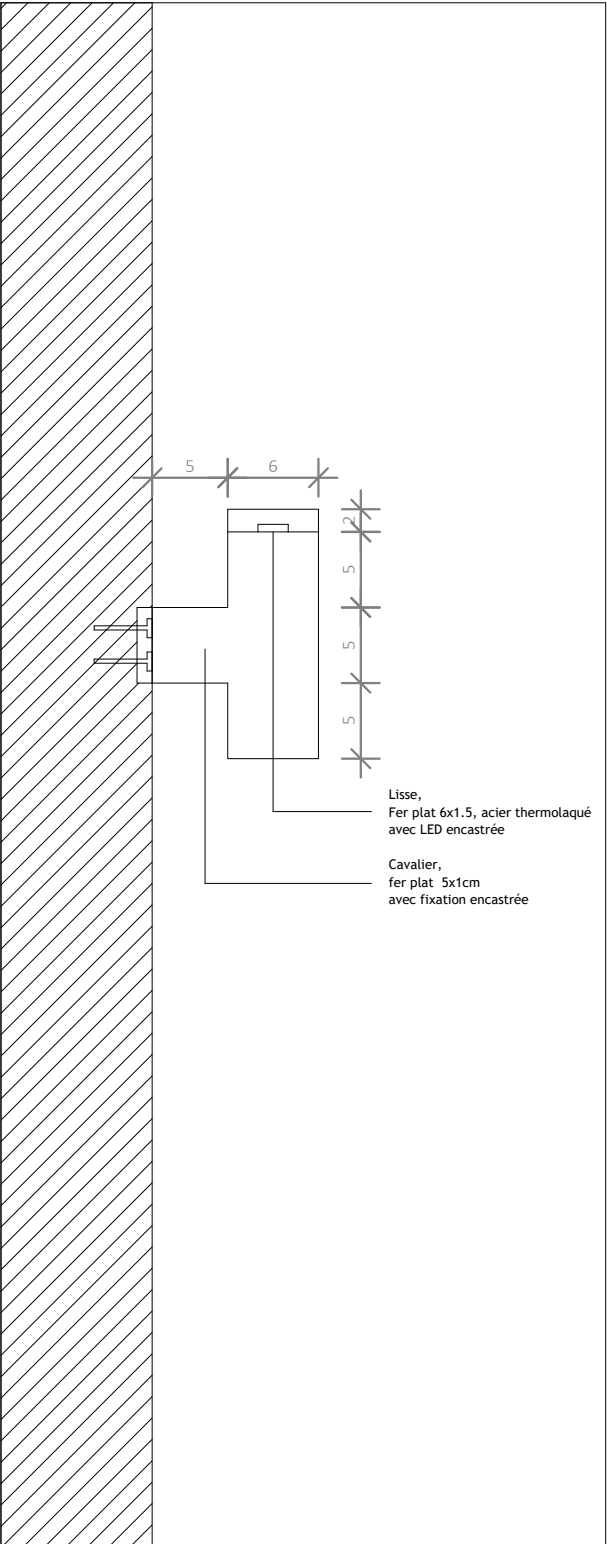 5 6
2
5
5
5
Lisse,
Fer plat 6x1.5, acier thermolaqué
avec LED encastrée
Cavalier,
fer plat 5x1cm
avec fixation encastrée